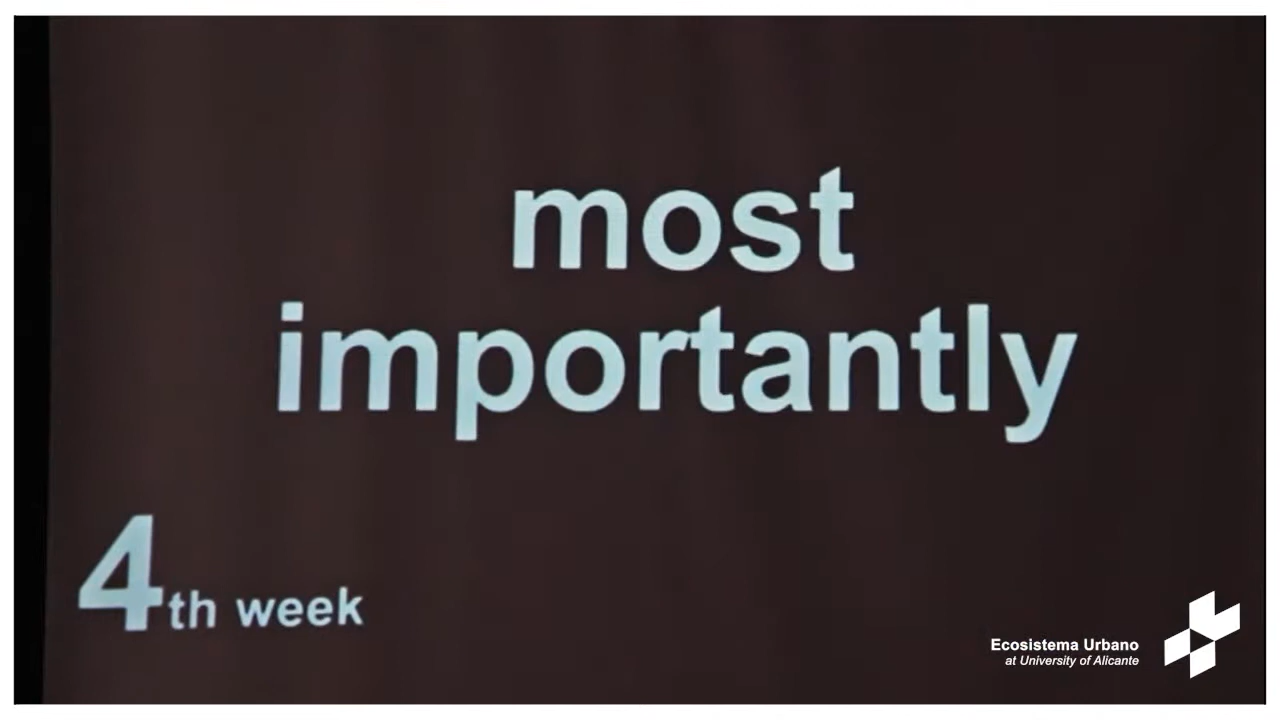 most
importantly
4th week
Ecosistema Urbano
at University of Alicante